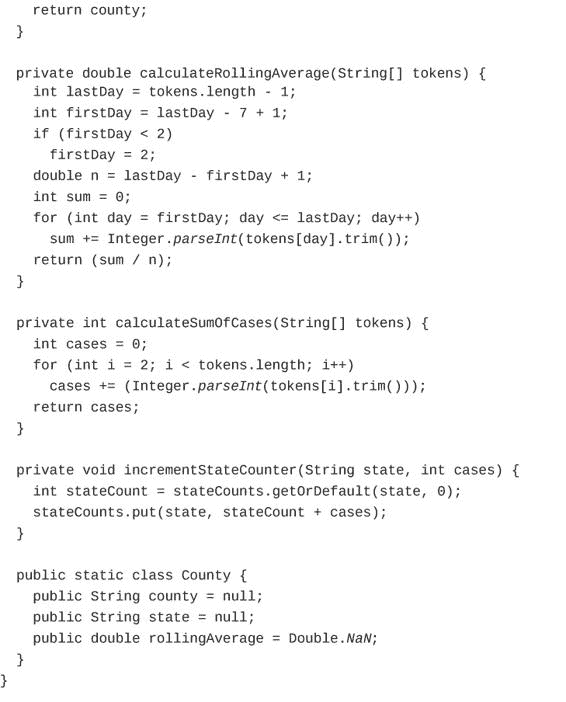 return county;
}
private double calculateRollingAverage(String[] tokens) {
int lastDay = tokens.length - 1;
int firstDay = lastDay - 7 + 1;
if (firstDay < 2)
firstDay = 2;
double n = lastDay - firstDay + 1;
int sum = 0;
for (int day = firstDay; day <= lastDay; day++)
sum += Integer.parseInt(tokens[day].trim());
return (sum / n);
}
private int calculateSumOfCases(String[] tokens) {
int cases = 0;
for (int i = 2; i < tokens.length; i++)
cases += (Integer.parseInt(tokens[i].trim()));
return cases;
}
private void incrementStateCounter(String state, int cases) {
int stateCount = stateCounts.getOrDefault(state, 0);
stateCounts.put(state, stateCount + cases);
}
public static class County {
public String county = null;
public String state = null;
public double rollingAverage = Double.NaN;
}
}